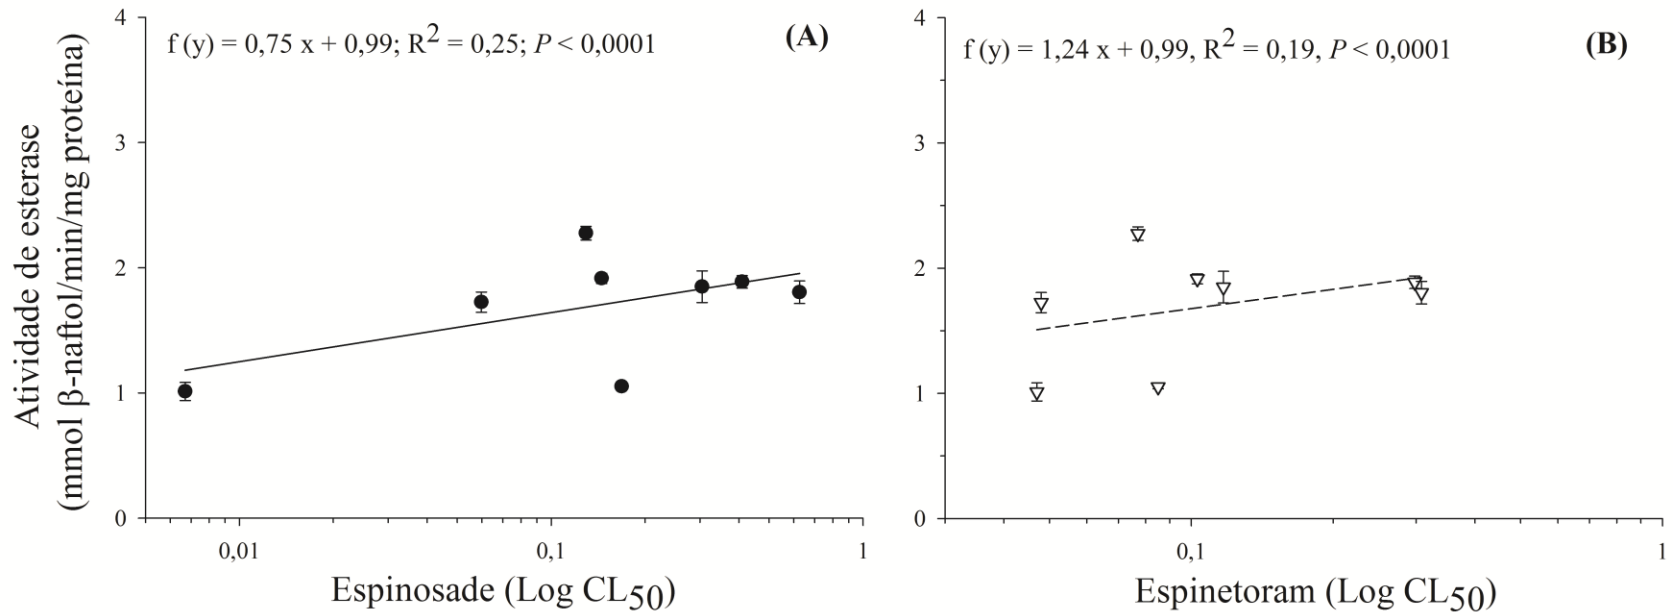 Atividade de esterase
(mmol β-naftol/min/mg proteína)
f (y) = 0,75 x + 0,99; R² = 0,25; P < 0,0001
(A)
4
3
2
1
0
0,01
0,1
1
Espinosade (Log CL₅₀)
f (y) = 1,24 x + 0,99, R² = 0,19, P < 0,0001
(B)
4
3
2
1
0
0,1
1
Espinetoram (Log CL₅₀)